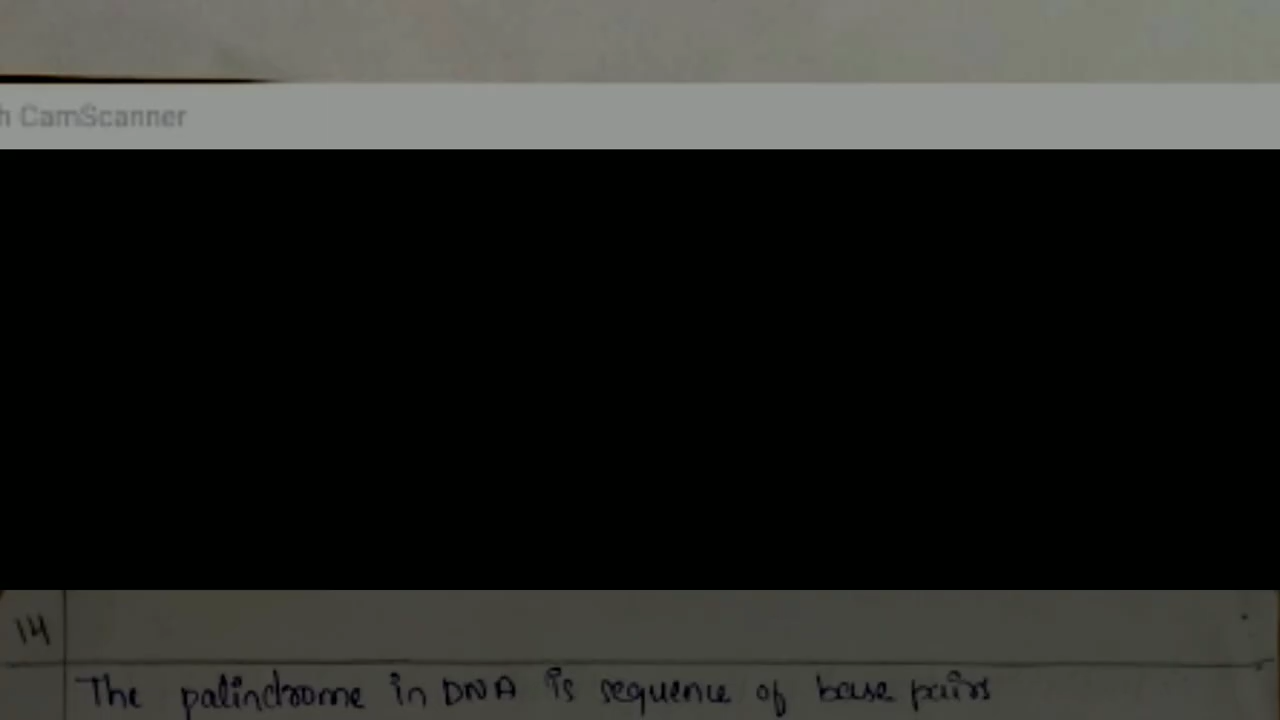 h CamScanner
14
The palindrome in DNA is sequence of base pairs